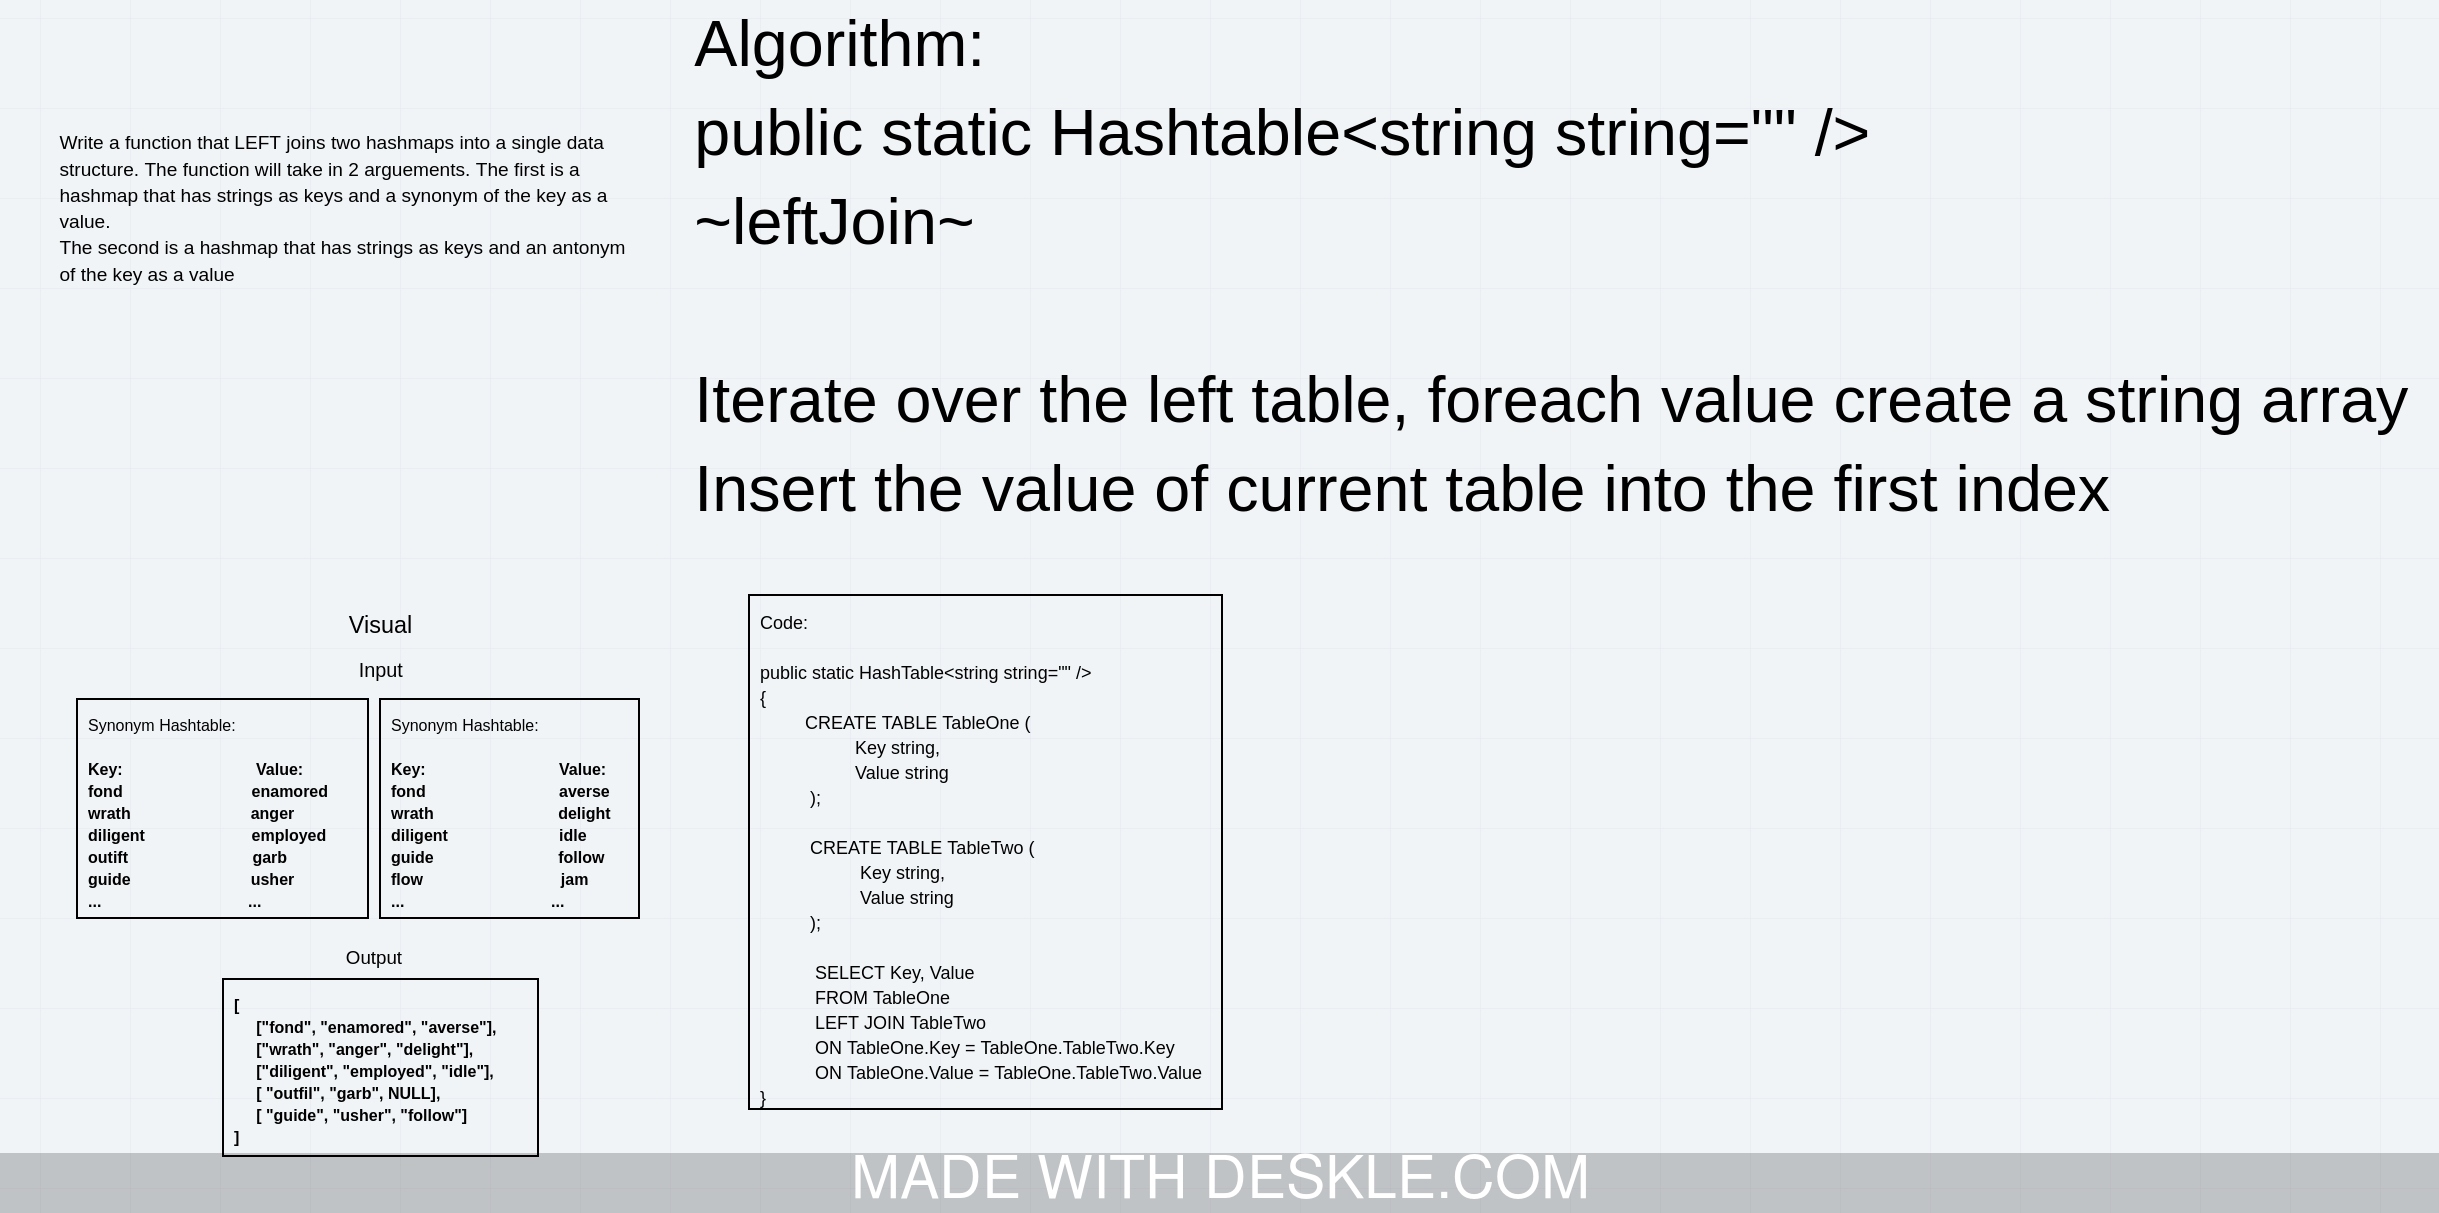 Algorithm:
public static Hashtable<string string="" />
~leftJoin~
Iterate over the left table, foreach value create a string array
Insert the value of current table into the first index
Write a function that LEFT joins two hashmaps into a single data
structure. The function will take in 2 arguements. The first is a
hashmap that has strings as keys and a synonym of the key as a
value.
The second is a hashmap that has strings as keys and an antonym
of the key as a value
Visual
Input
Synonym Hashtable:
Key: Value:
fond enamored
wrath anger
diligent employed
outift garb
guide usher
... ...
Synonym Hashtable:
Key: Value:
fond averse
wrath delight
diligent idle
guide follow
flow jam
... ...
Output
[
["fond", "enamored", "averse"],
["wrath", "anger", "delight"],
["diligent", "employed", "idle"],
[ "outfil", "garb", NULL],
[ "guide", "usher", "follow"]
]
Code:
public static HashTable<string string="" />
{
CREATE TABLE TableOne (
Key string,
Value string
);
CREATE TABLE TableTwo (
Key string,
Value string
);
SELECT Key, Value
FROM TableOne
LEFT JOIN TableTwo
ON TableOne.Key = TableOne.TableTwo.Key
ON TableOne.Value = TableOne.TableTwo.Value
}
MADE WITH DESKLE.COM